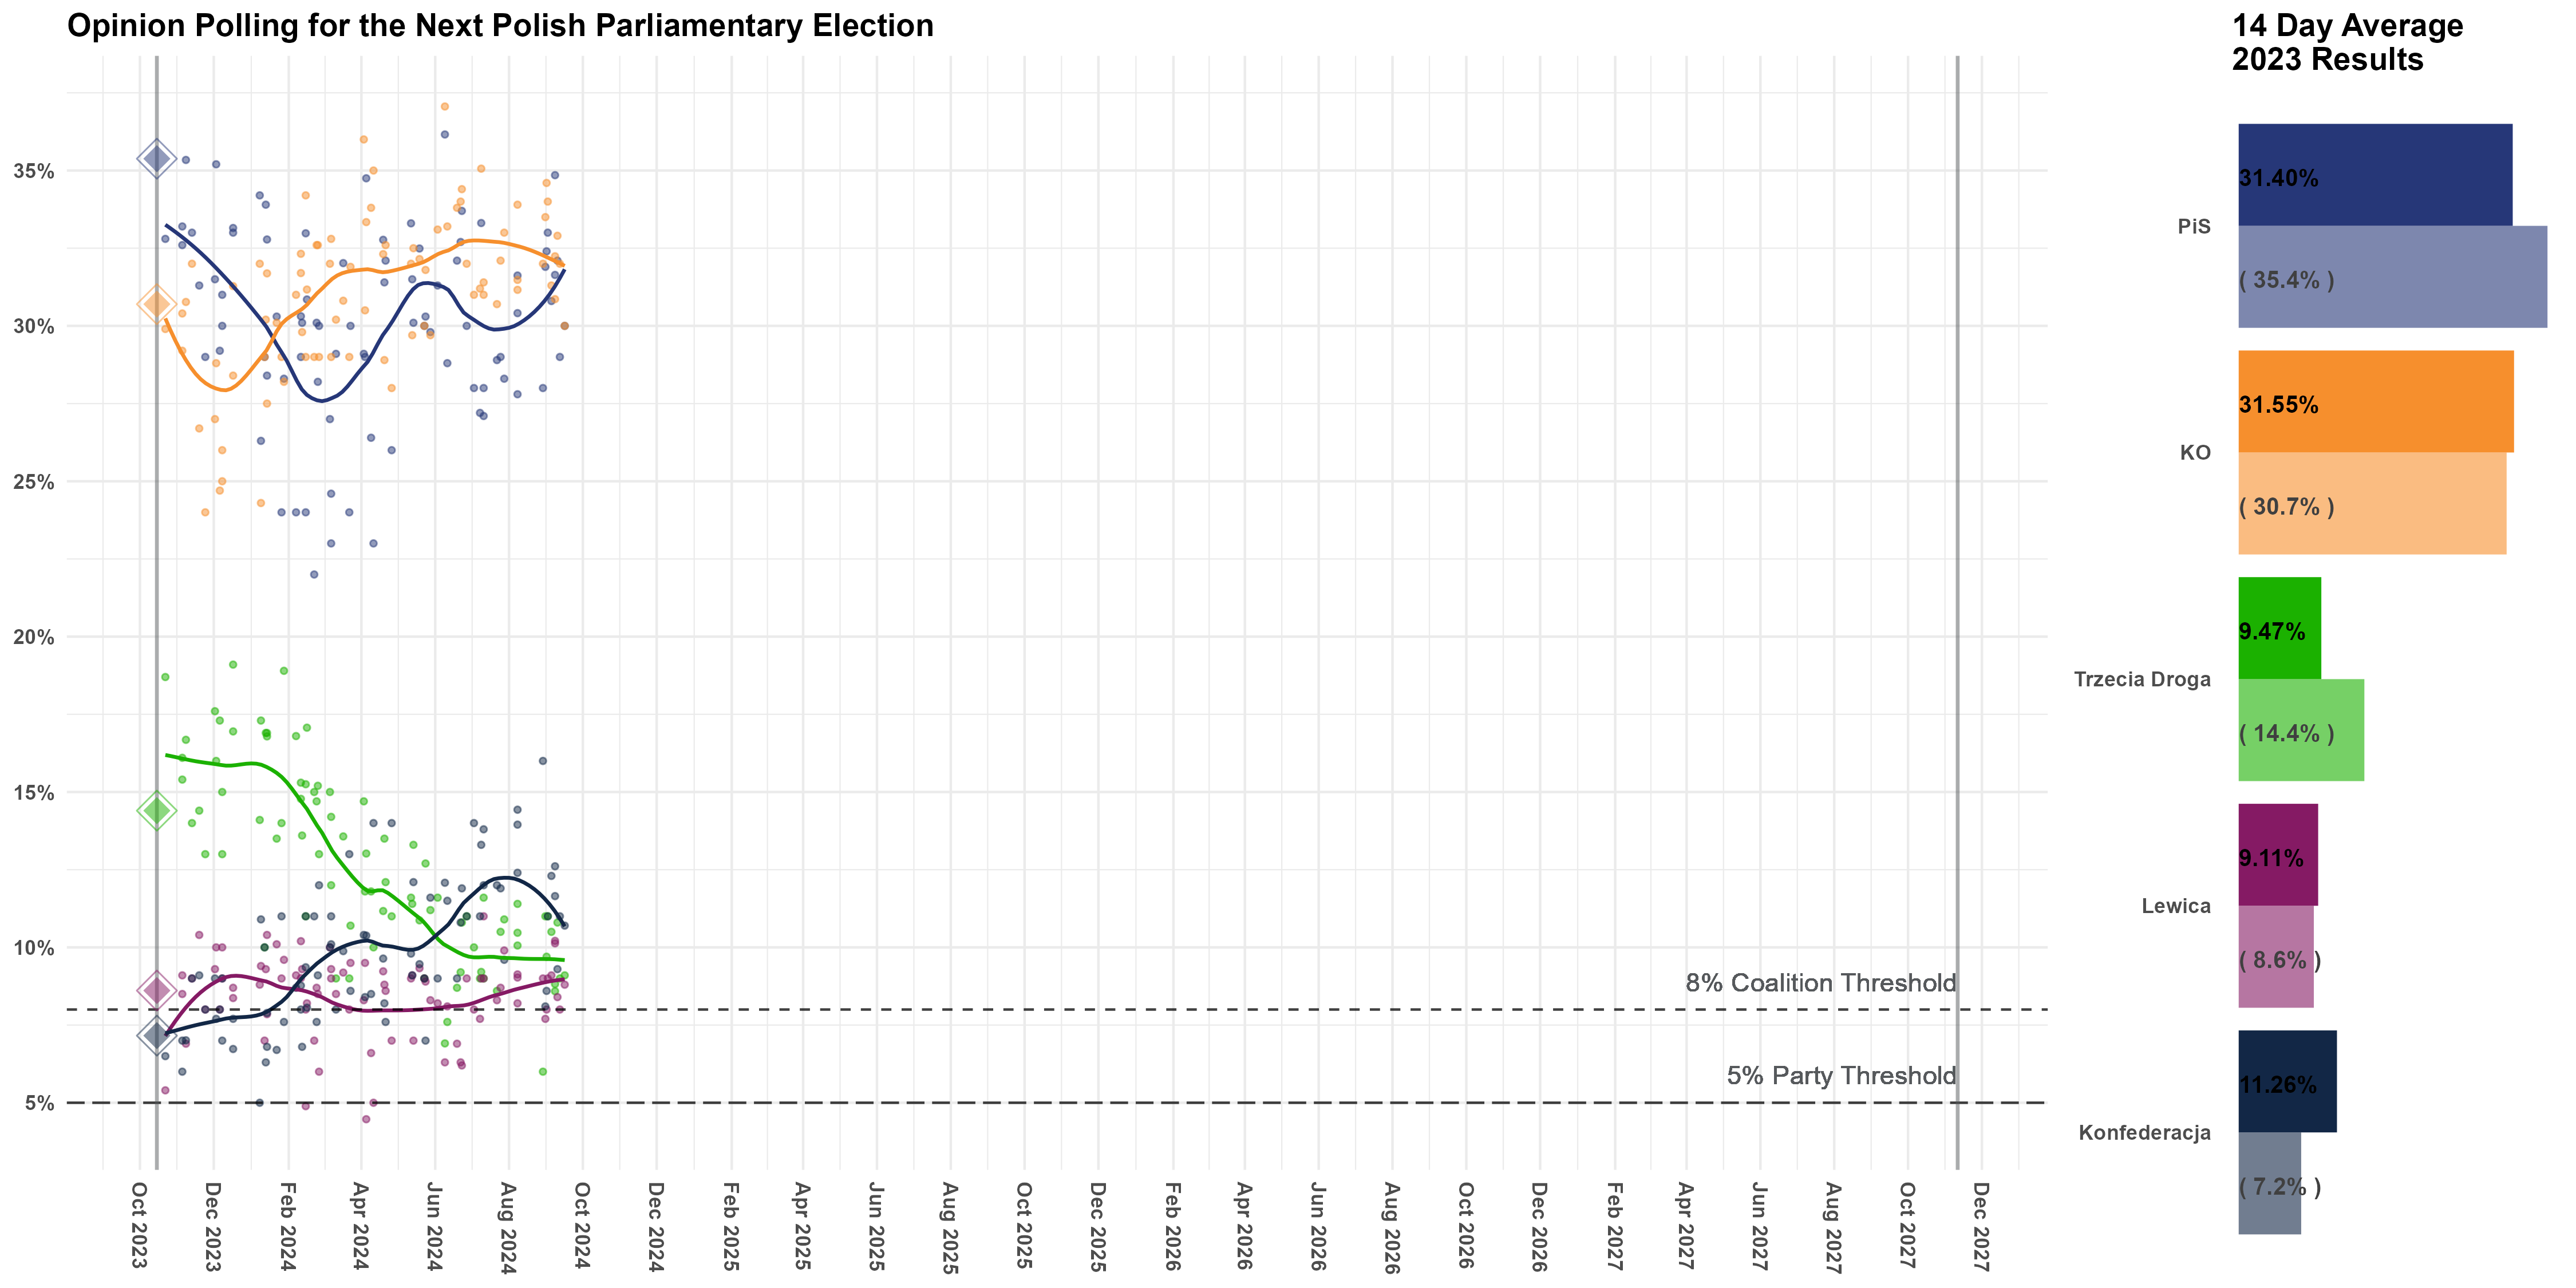 Opinion Polling for the Next Polish Parliamentary Election
35%
30%
25%
20%
15%
10%
5%
8% Coalition Threshold
5% Party Threshold
Oct 2023
Dec 2023
Feb 2024
Apr 2024
Jun 2024
Aug 2024
Oct 2024
Dec 2024
Feb 2025
Apr 2025
Jun 2025
Aug 2025
Oct 2025
Dec 2025
Feb 2026
Apr 2026
Jun 2026
Aug 2026
Oct 2026
Dec 2026
Feb 2027
Apr 2027
Jun 2027
Aug 2027
Oct 2027
Dec 2027
14 Day Average
2023 Results
PiS
31.40%
( 35.4% )
KO
31.55%
( 30.7% )
Trzecia Droga
9.47%
( 14.4% )
Lewica
9.11%
( 8.6% )
Konfederacja
11.26%
( 7.2% )